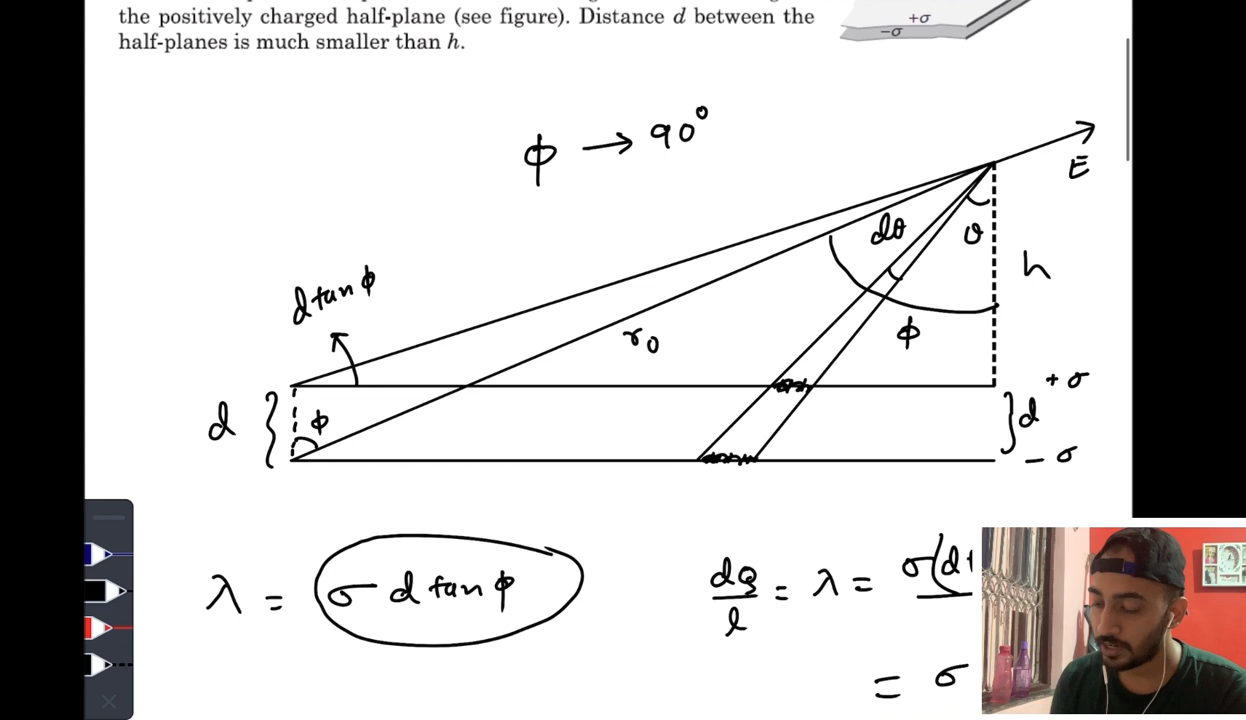 the positively charged half-plane (see figure). Distance d between the
half-planes is much smaller than h.
+σ
−σ
ϕ → 90°
E
dθ
θ
h
d tan ϕ
r₀
ϕ
d
ϕ
d
+ σ
− σ
λ = σ d tan ϕ
dQ/l = λ = σ(d
= σ